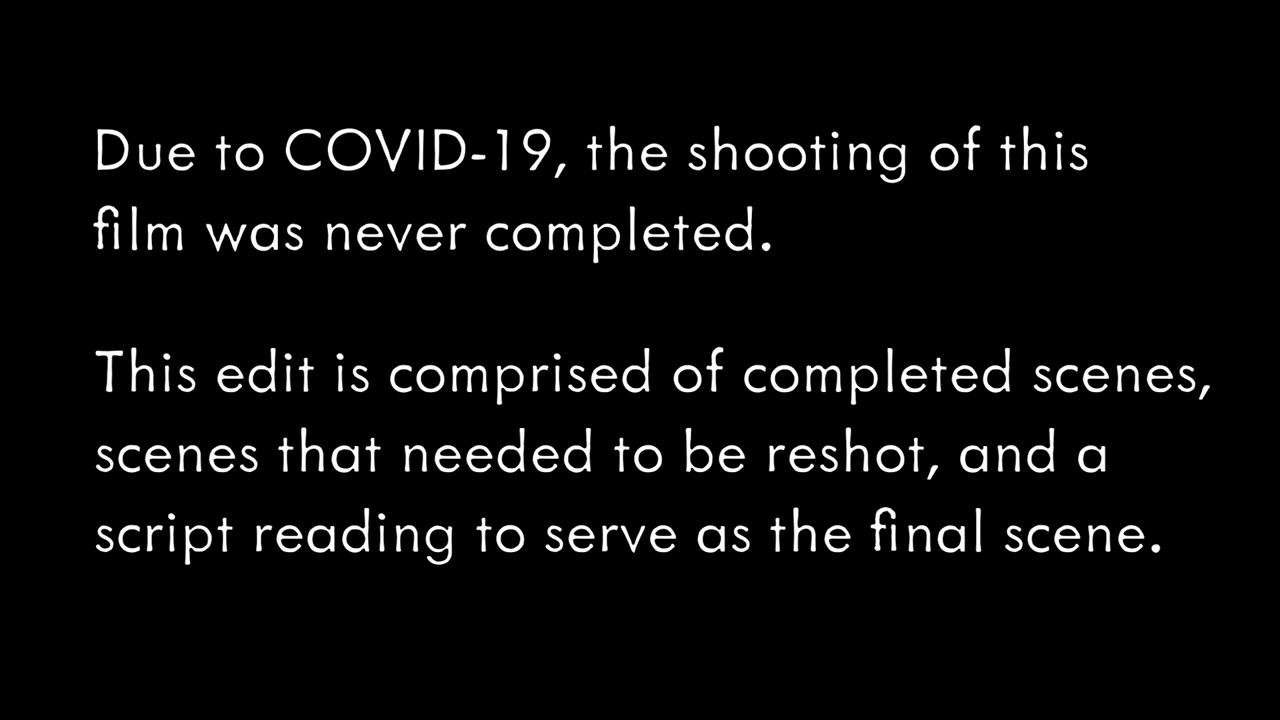 Due to COVID-19, the shooting of this
film was never completed.
This edit is comprised of completed scenes,
scenes that needed to be reshot, and a
script reading to serve as the final scene.